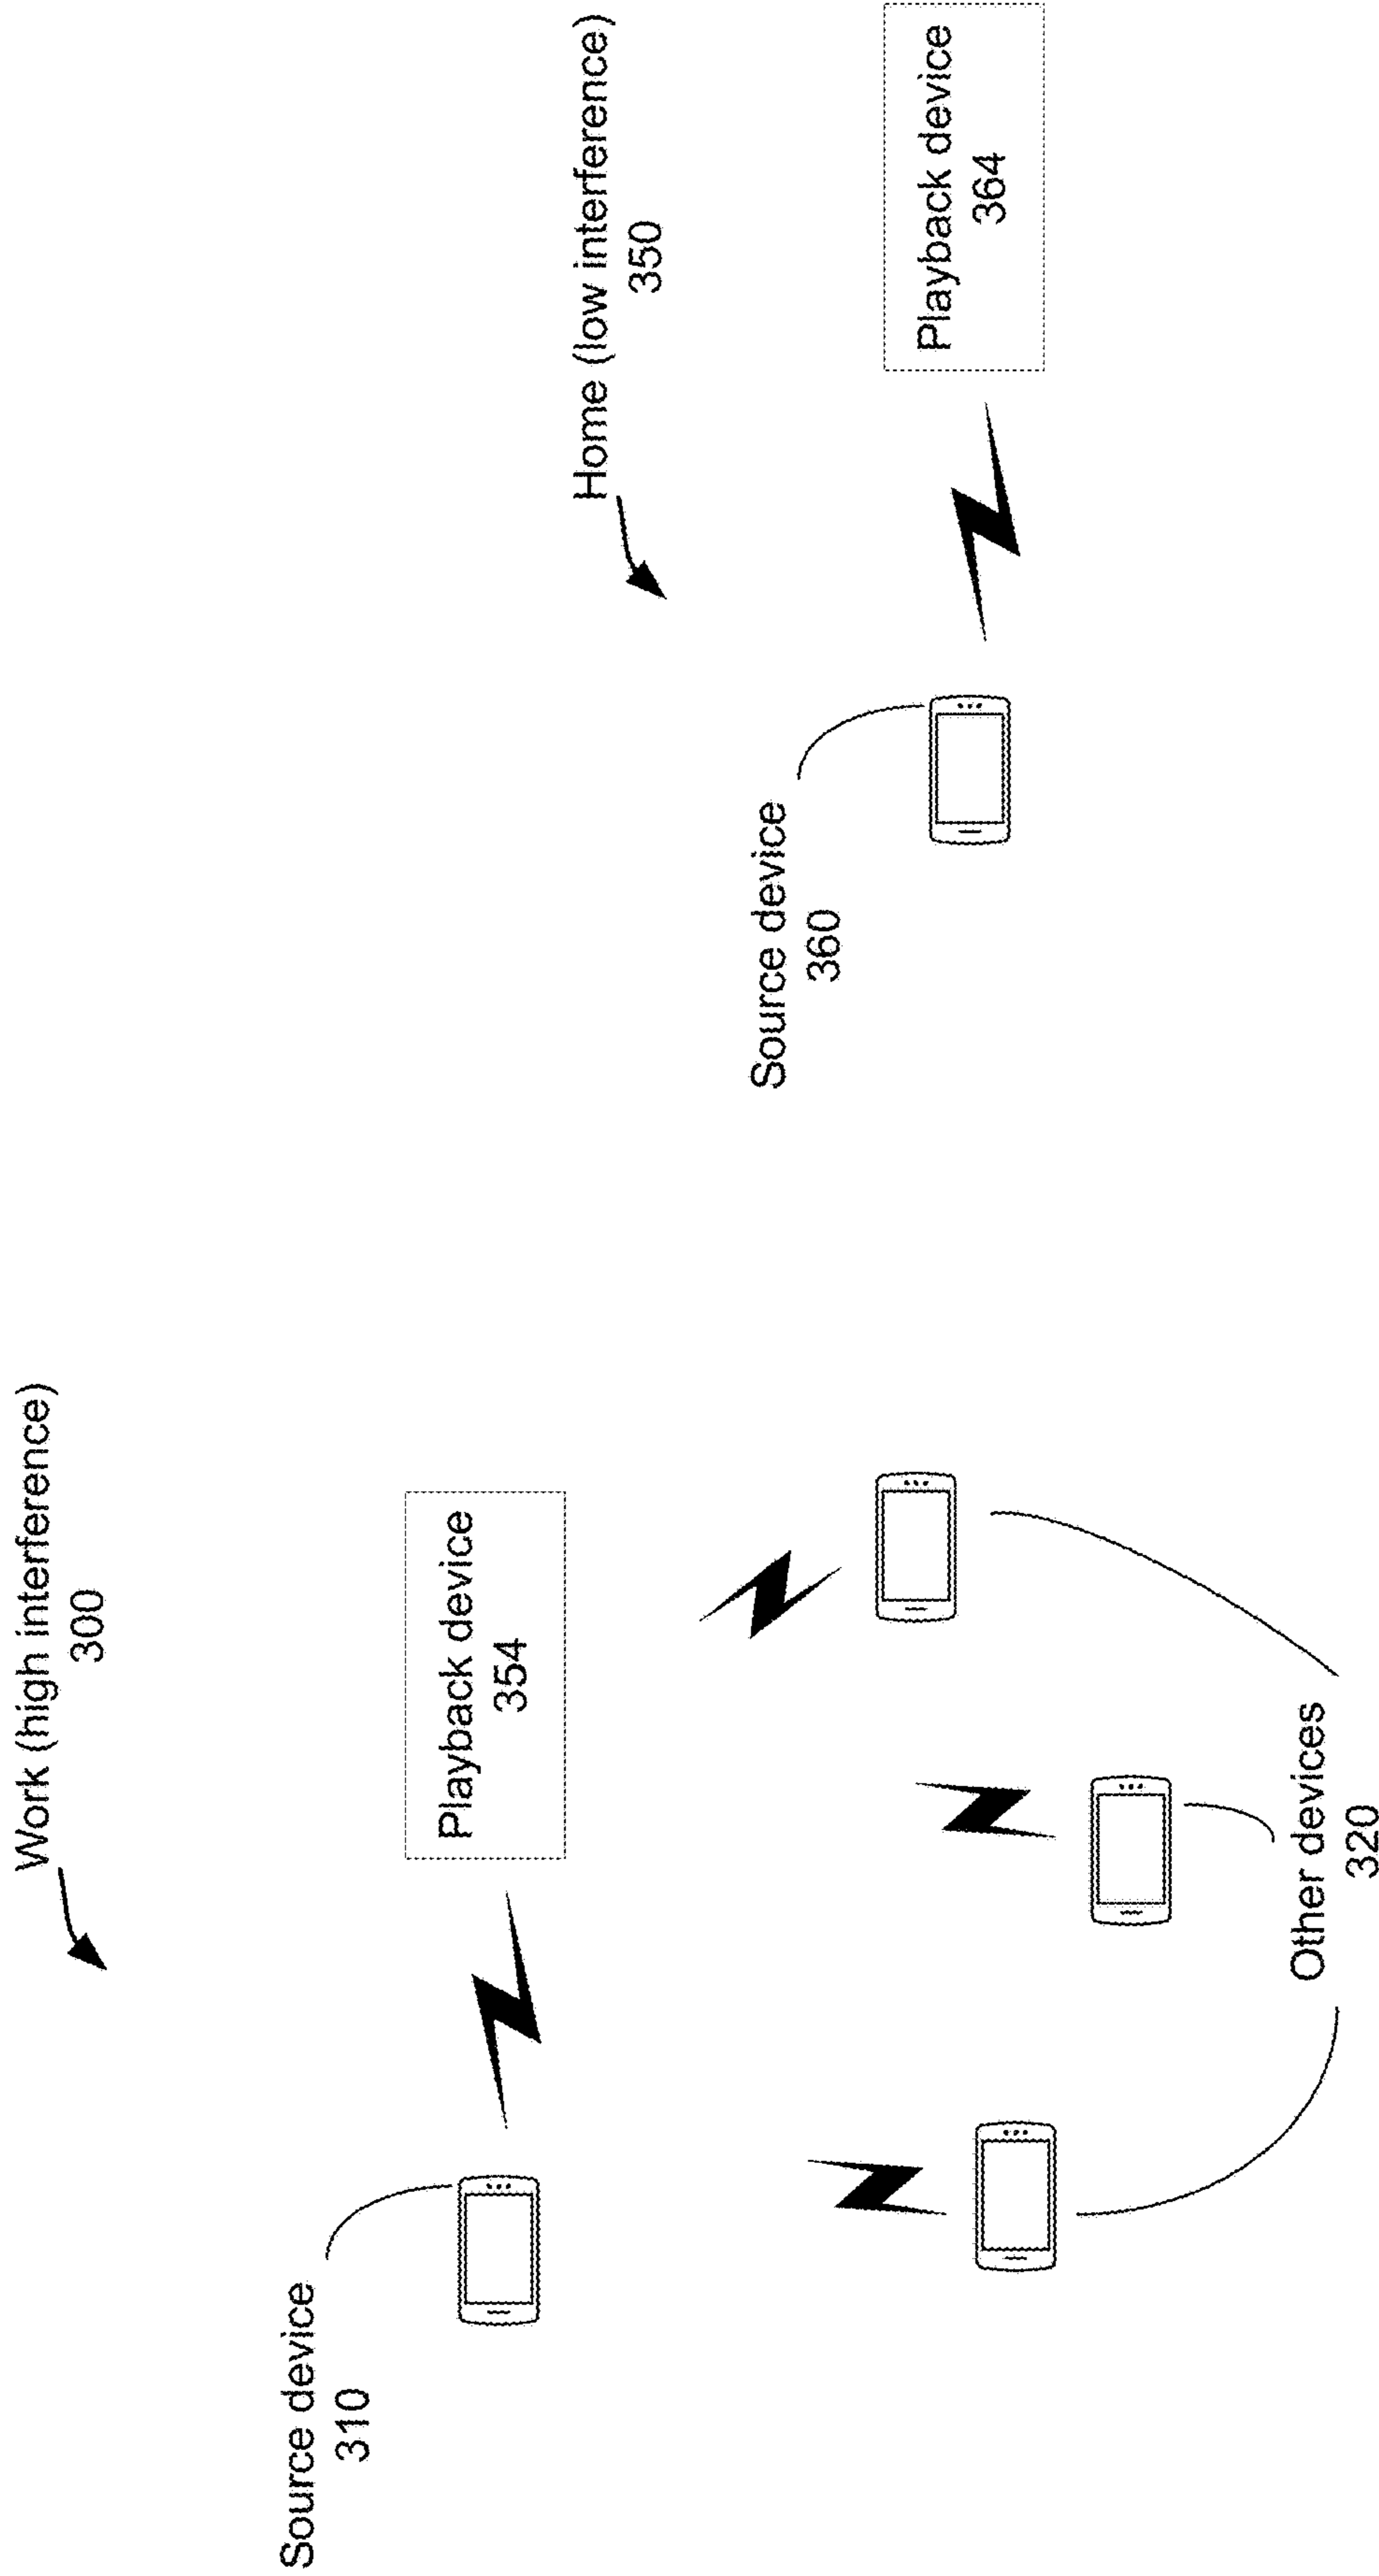 Work (high interference)
300
Source device
310
Playback device
354
Other devices
320
Home (low interference)
350
Source device
360
Playback device
364